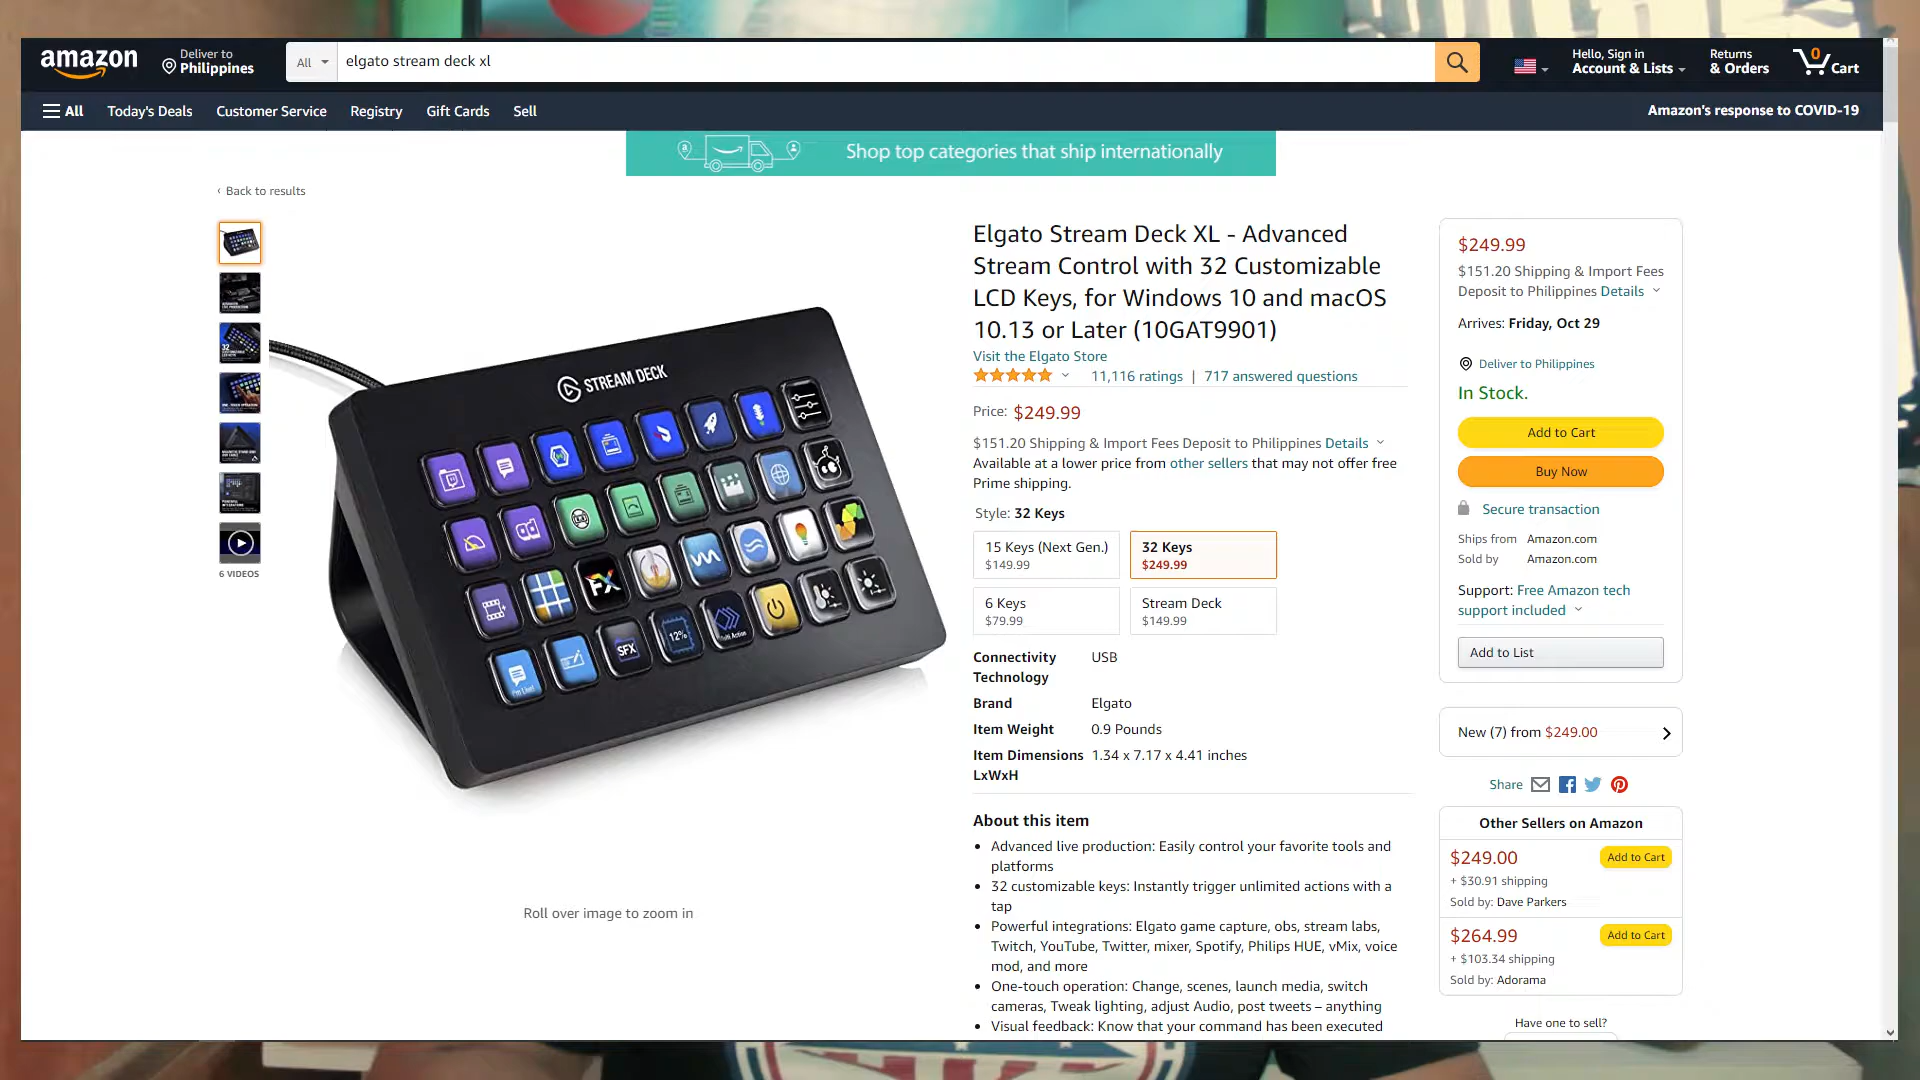 amazon
Deliver to
Philippines
All
elgato stream deck xl
Hello, Sign in
Account & Lists
Returns
& Orders
0
Cart
All
Today's Deals
Customer Service
Registry
Gift Cards
Sell
Amazon's response to COVID-19
Shop top categories that ship internationally
‹ Back to results
32
6 VIDEOS
STREAM DECK
FX
SFX
12%
Multi Action
I'm Live!
Roll over image to zoom in
Elgato Stream Deck XL - Advanced
Stream Control with 32 Customizable
LCD Keys, for Windows 10 and macOS
10.13 or Later (10GAT9901)
Visit the Elgato Store
11,116 ratings | 717 answered questions
Price: $249.99
$151.20 Shipping & Import Fees Deposit to Philippines Details
Available at a lower price from other sellers that may not offer free
Prime shipping.
Style: 32 Keys
15 Keys (Next Gen.)
$149.99
32 Keys
$249.99
6 Keys
$79.99
Stream Deck
$149.99
Connectivity USB
Technology
Brand Elgato
Item Weight 0.9 Pounds
Item Dimensions 1.34 x 7.17 x 4.41 inches
LxWxH
About this item
• Advanced live production: Easily control your favorite tools and
platforms
• 32 customizable keys: Instantly trigger unlimited actions with a
tap
• Powerful integrations: Elgato game capture, obs, stream labs,
Twitch, YouTube, Twitter, mixer, Spotify, Philips HUE, vMix, voice
mod, and more
• One-touch operation: Change, scenes, launch media, switch
cameras, Tweak lighting, adjust Audio, post tweets – anything
• Visual feedback: Know that your command has been executed
$249.99
$151.20 Shipping & Import Fees
Deposit to Philippines Details
Arrives: Friday, Oct 29
Deliver to Philippines
In Stock.
Add to Cart
Buy Now
Secure transaction
Ships from Amazon.com
Sold by Amazon.com
Support: Free Amazon tech
support included
Add to List
New (7) from $249.00
Share
Other Sellers on Amazon
$249.00
Add to Cart
+ $30.91 shipping
Sold by: Dave Parkers
$264.99
Add to Cart
+ $103.34 shipping
Sold by: Adorama
Have one to sell?